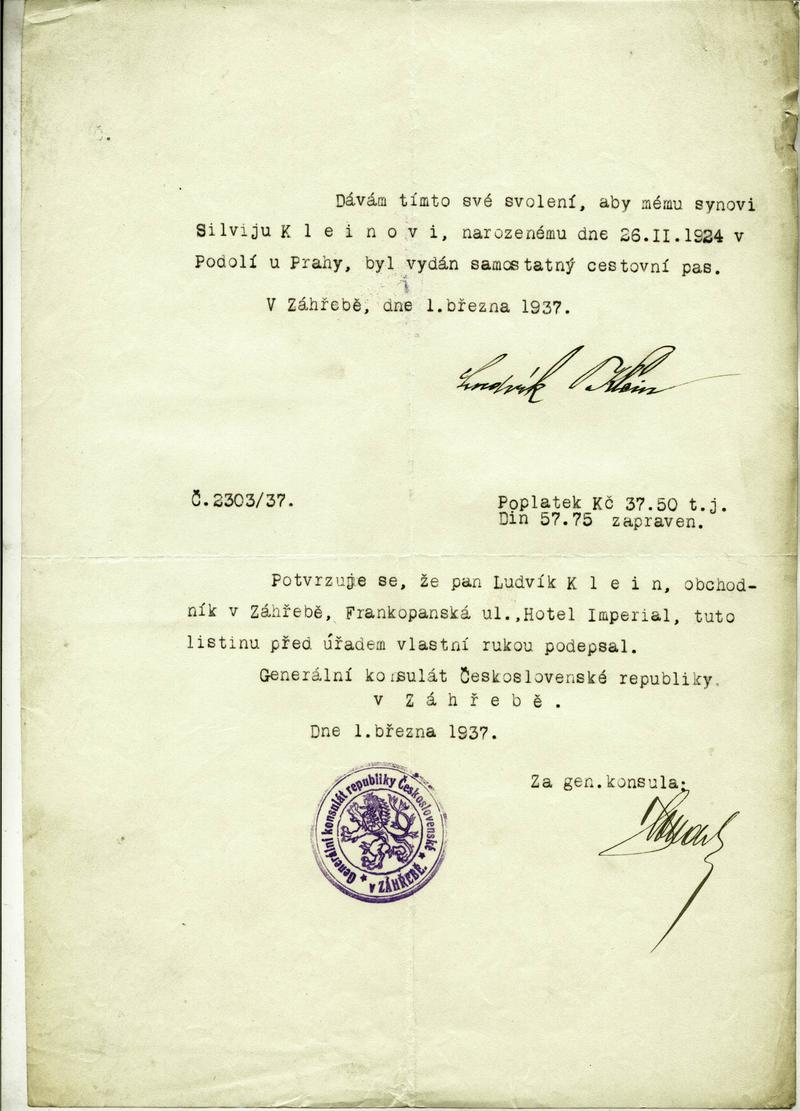 Dávám tímto své svolení, aby mému synovi
Silviju K l e i n o v i, narozenému dne 26.II.1924 v
Podolí u Prahy, byl vydán samostatný cestovní pas.
V Záhřebě, dne 1.března 1937.
Ludvík Klein
Č.2303/37.
Poplatek Kč 37.50 t.j.
Din 57.75 zapraven.
Potvrzuje se, že pan Ludvík K l e i n, obchod-
ník v Záhřebě, Frankopanská ul.,Hotel Imperial, tuto
listinu před úřadem vlastní rukou podepsal.
Generální konsulát Československé republiky
v Z á h ř e b ě .
Dne 1.března 1937.
Za gen.konsula:
Generální konsulát republiky Československé
* v ZÁHŘEBĚ. *